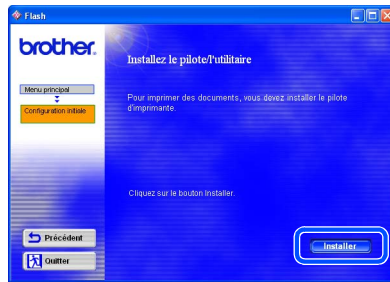 Flash
brother.
Installez le pilote/l'utilitaire
Menu principal
Configuration initiale
Pour imprimer des documents, vous devez installer le pilote
d'imprimante.
Cliquez sur le bouton Installer.
Précédent
Quitter
Installer